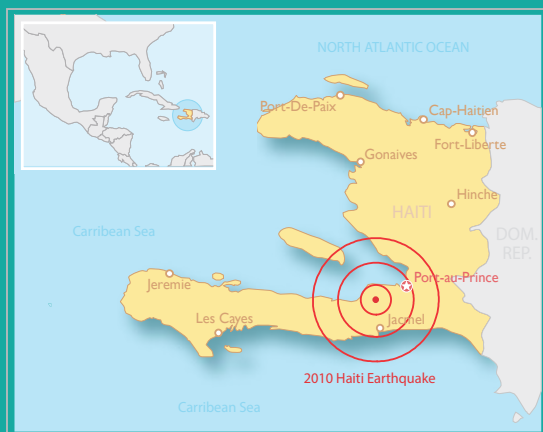 NORTH ATLANTIC OCEAN
Port-De-Paix
Cap-Haitien
Fort-Liberte
Gonaives
Hinche
HAITI
Carribean Sea
DOM.
REP.
Port-au-Prince
Jeremie
Les Cayes
Jacmel
2010 Haiti Earthquake
Carribean Sea